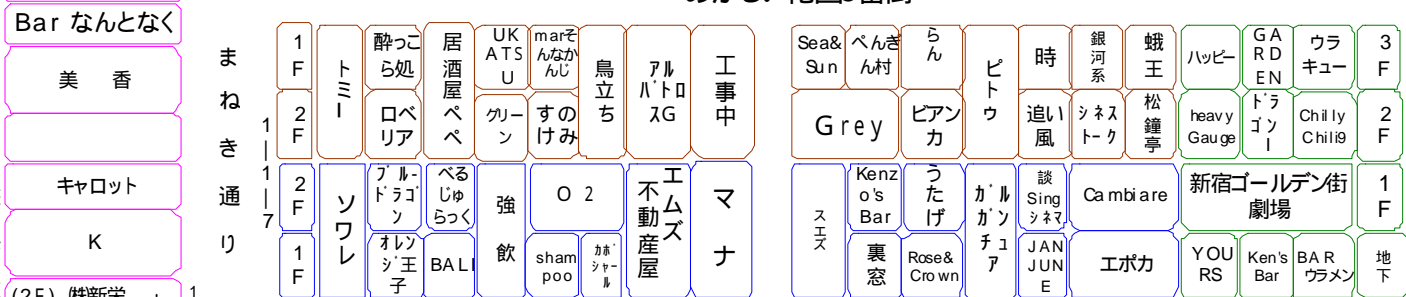 Bar なんとなく
美 香
キャロット
K
まねき通り
1―1―7
1F
2F
トミー
酔っこら処
ロベリア
居酒屋ペペ
UKATSU
グリーン
marそんなかんじ
すのけみ
鳥立ち
アルバトロスG
工事中
2F
1F
ソワレ
ブルードラゴン
オレンジ王子
べるじゅらっく
BALI
強飲
O2
shampoo
カボシャール
エムズ不動産屋
マナ
Sea&Sun
ぺんぎん村
らん
Grey
ビアンカ
ピトゥ
時
追い風
銀河系
シネストーク
蛾王
松鐘亭
ハッピー
GARDEN
ウラキュー
3F
heavy Gauge
ドラゴン
Chilly Chili9
2F
スエズ
Kenzo's Bar
裏窓
うたげ
Rose&Crown
ガルガンチュア
談Singシネマ
JANJUNE
Cambiare
エポカ
新宿ゴールデン街劇場
1F
YOURS
Ken's Bar
BAR ウラメン
地下